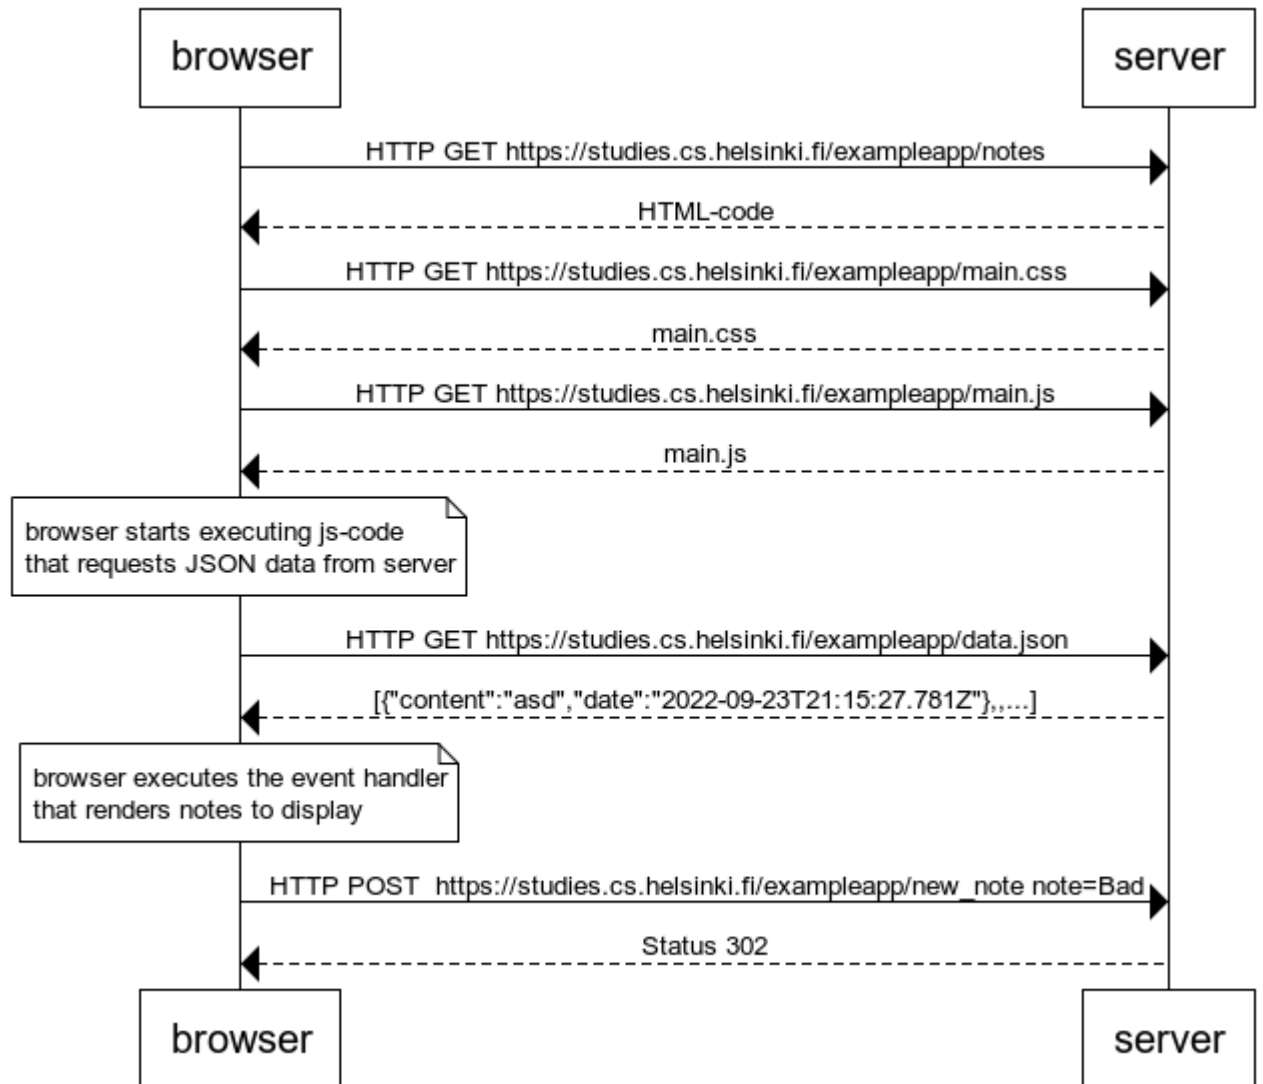 browser
server
HTTP GET https://studies.cs.helsinki.fi/exampleapp/notes
HTML-code
HTTP GET https://studies.cs.helsinki.fi/exampleapp/main.css
main.css
HTTP GET https://studies.cs.helsinki.fi/exampleapp/main.js
main.js
browser starts executing js-code
that requests JSON data from server
HTTP GET https://studies.cs.helsinki.fi/exampleapp/data.json
[{"content":"asd","date":"2022-09-23T21:15:27.781Z"},,...]
browser executes the event handler
that renders notes to display
HTTP POST  https://studies.cs.helsinki.fi/exampleapp/new_note note=Bad
Status 302
browser
server